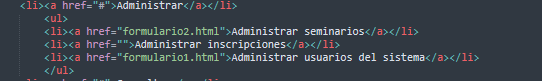 <li><a href="#">Administrar</a></li>
<ul>
<li><a href="formulario2.html">Administrar seminarios</a></li>
<li><a href="">Administrar inscripciones</a></li>
<li><a href="formulario1.html">Administrar usuarios del sistema</a></li>
</ul>